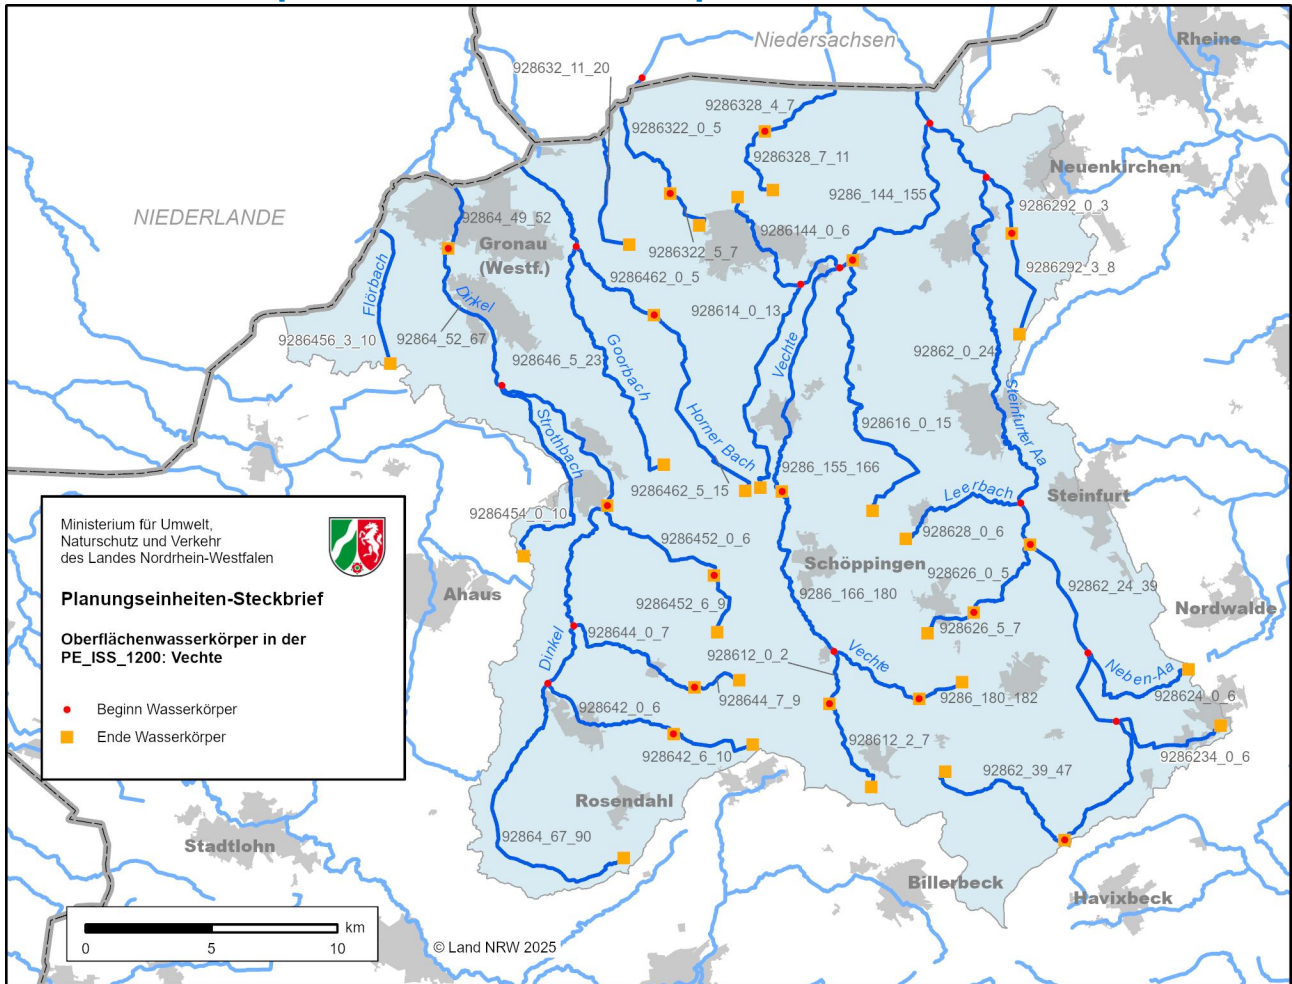 Niedersachsen
Rheine
928632_11_20
9286328_4_7
9286322_0_5
9286328_7_11
Neuenkirchen
9286_144_155
NIEDERLANDE
92864_49_52
9286292_0_3
Gronau
(Westf.)
9286144_0_6
9286322_5_7
9286292_3_8
9286462_0_5
Flörbach
Dinkel
928614_0_13
9286456_3_10
92864_52_67
928646_5_23
Goorbach
Vechte
92862_0_24
Steinfurter Aa
Strothbach
Horner Bach
928616_0_15
9286_155_166
9286462_5_15
Leerbach
Steinfurt
9286454_0_10
928628_0_6
9286452_0_6
Schöppingen
928626_0_5
92862_24_39
Ahaus
9286452_6_9
9286_166_180
Nordwalde
928626_5_7
928644_0_7
Dinkel
928612_0_2
Vechte
Neben-Aa
928624_0_6
928644_7_9
9286_180_182
928642_0_6
928612_2_7
928642_6_10
9286234_0_6
92862_39_47
Rosendahl
92864_67_90
Stadtlohn
Billerbeck
Havixbeck
Ministerium für Umwelt,
Naturschutz und Verkehr
des Landes Nordrhein-Westfalen
Planungseinheiten-Steckbrief
Oberflächenwasserkörper in der
PE_ISS_1200: Vechte
Beginn Wasserkörper
Ende Wasserkörper
km
0 5 10
© Land NRW 2025